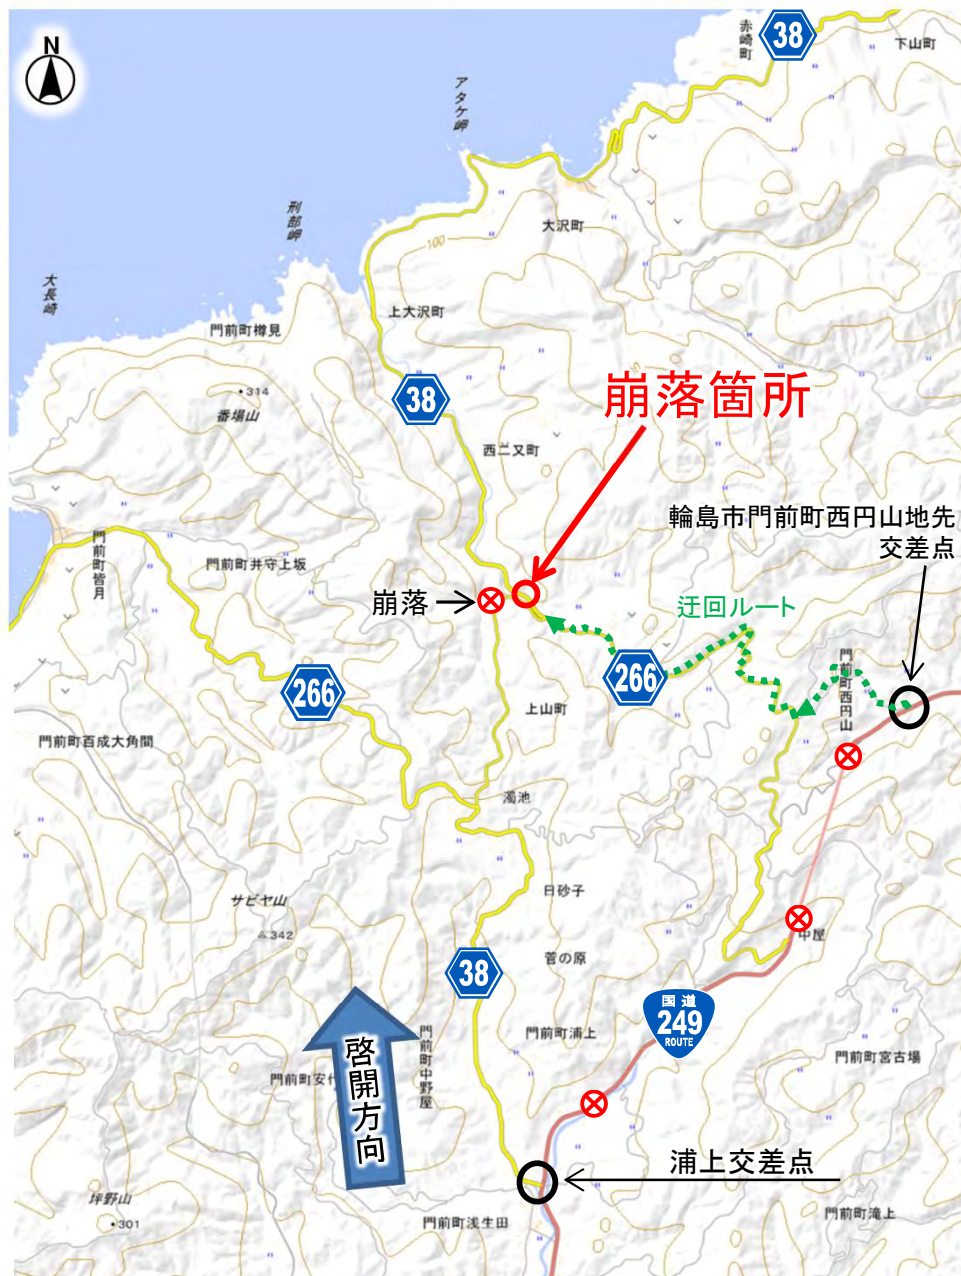 N
38
赤崎町
下山町
アタケ岬
刑部岬
大沢町
100
大長崎
上大沢町
門前町樽見
314
番場山
38
崩落箇所
西二又町
輪島市門前町西円山地先
交差点
門前町皆月
門前町井守上坂
崩落
迂回ルート
266
266
門前町西円山
上山町
門前町百成大角間
濁池
日砂子
サビヤ山
342
中屋
菅の原
38
国道
249
ROUTE
門前町浦上
門前町中野屋
門前町宮古場
啓開方向
門前町安代
浦上交差点
坪野山
301
門前町浅生田
門前町滝上